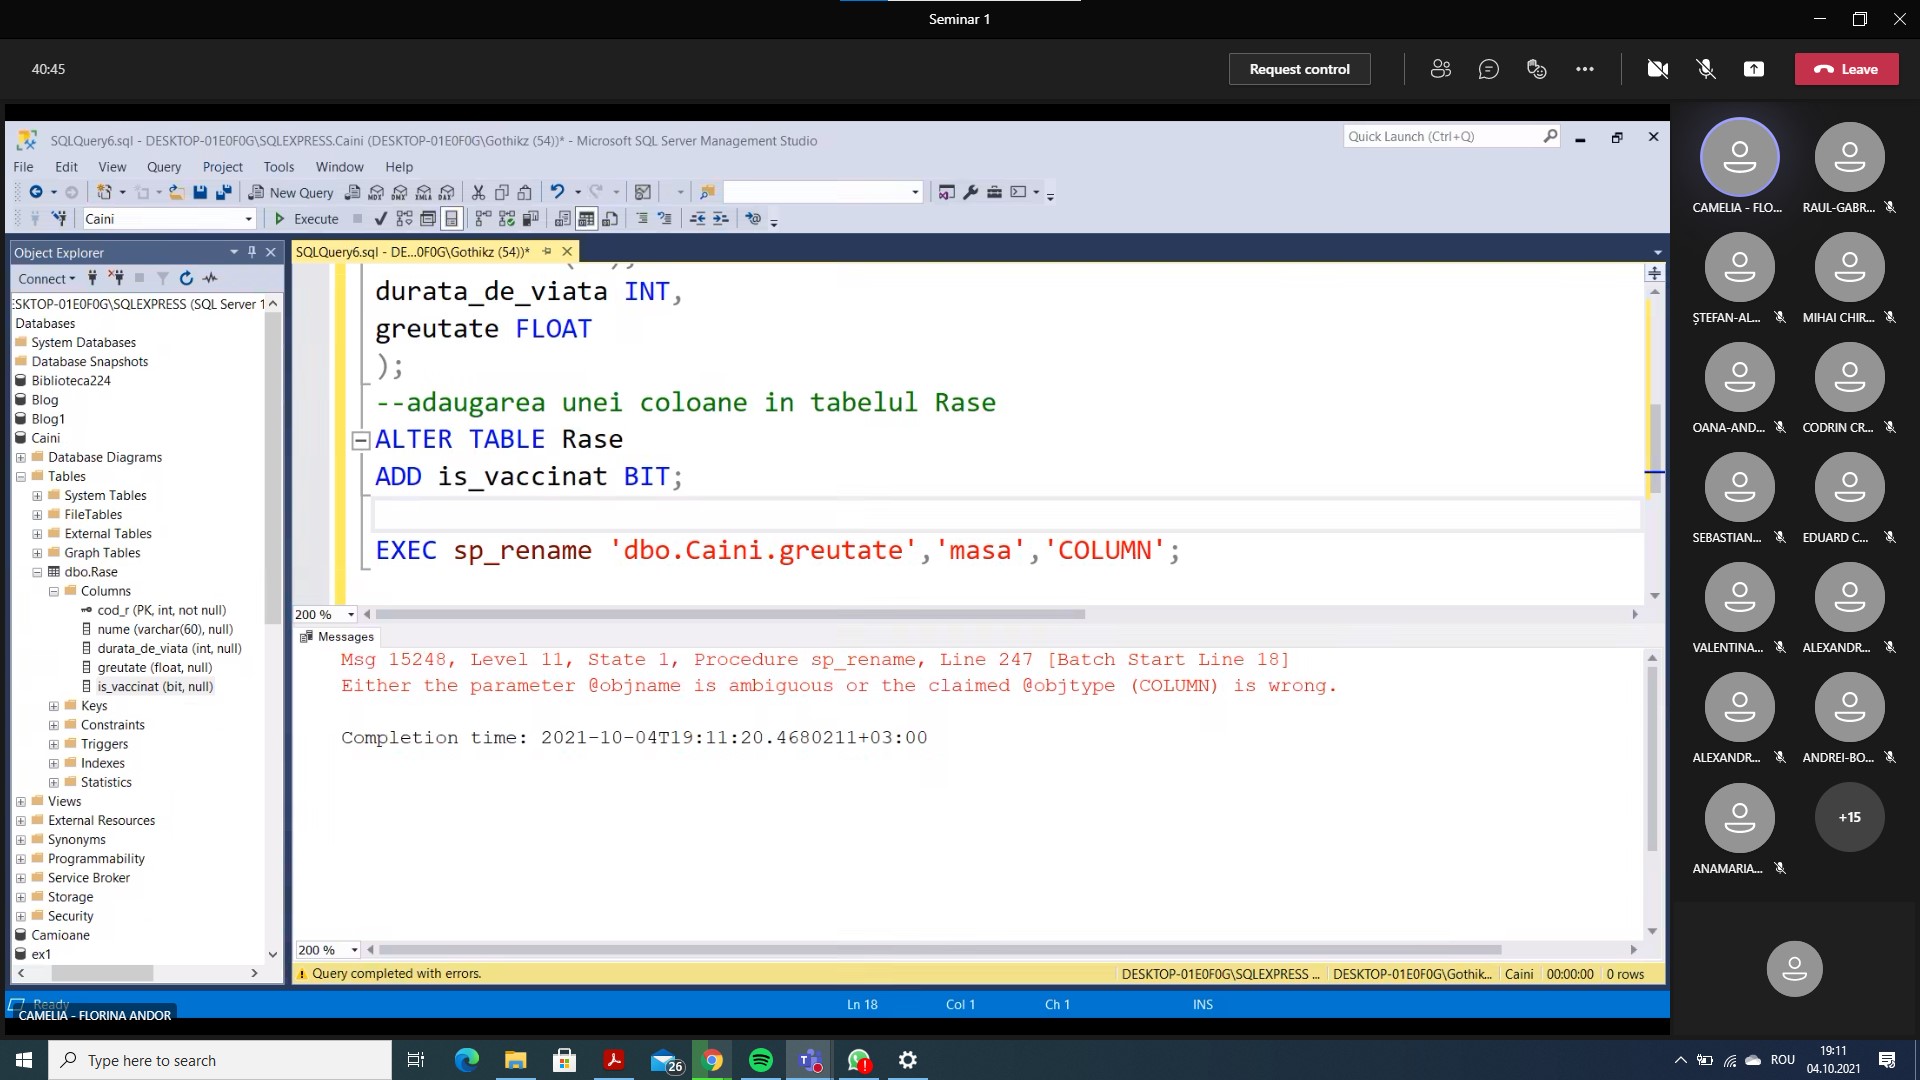 Seminar 1
40:45
Request control
Leave
SQLQuery6.sql - DESKTOP-01E0F0G\SQLEXPRESS.Caini (DESKTOP-01E0F0G\Gothikz (54))* - Microsoft SQL Server Management Studio
Quick Launch (Ctrl+Q)
File Edit View Query Project Tools Window Help
New Query
MDX DMX XMLA DAX
Caini
Execute
Object Explorer
SQLQuery6.sql - DE...0F0G\Gothikz (54))*
Connect
ESKTOP-01E0F0G\SQLEXPRESS (SQL Server 1
Databases
System Databases
Database Snapshots
Biblioteca224
Blog
Blog1
Caini
Database Diagrams
Tables
System Tables
FileTables
External Tables
Graph Tables
dbo.Rase
Columns
cod_r (PK, int, not null)
nume (varchar(60), null)
durata_de_viata (int, null)
greutate (float, null)
is_vaccinat (bit, null)
Keys
Constraints
Triggers
Indexes
Statistics
Views
External Resources
Synonyms
Programmability
Service Broker
Storage
Security
Camioane
ex1
durata_de_viata INT,
greutate FLOAT
);
--adaugarea unei coloane in tabelul Rase
ALTER TABLE Rase
ADD is_vaccinat BIT;
EXEC sp_rename 'dbo.Caini.greutate','masa','COLUMN';
200 %
Messages
Msg 15248, Level 11, State 1, Procedure sp_rename, Line 247 [Batch Start Line 18]
Either the parameter @objname is ambiguous or the claimed @objtype (COLUMN) is wrong.
Completion time: 2021-10-04T19:11:20.4680211+03:00
200 %
Query completed with errors.
DESKTOP-01E0F0G\SQLEXPRESS ... DESKTOP-01E0F0G\Gothik... Caini 00:00:00 0 rows
Ready
Ln 18 Col 1 Ch 1 INS
CAMELIA - FLORINA ANDOR
CAMELIA - FLO... RAUL-GABR...
ȘTEFAN-AL... MIHAI CHIR...
OANA-AND... CODRIN CR...
SEBASTIAN... EDUARD C...
VALENTINA... ALEXANDR...
ALEXANDR... ANDREI-BO...
+15
ANAMARIA...
Type here to search
26
ROU
19:11
04.10.2021